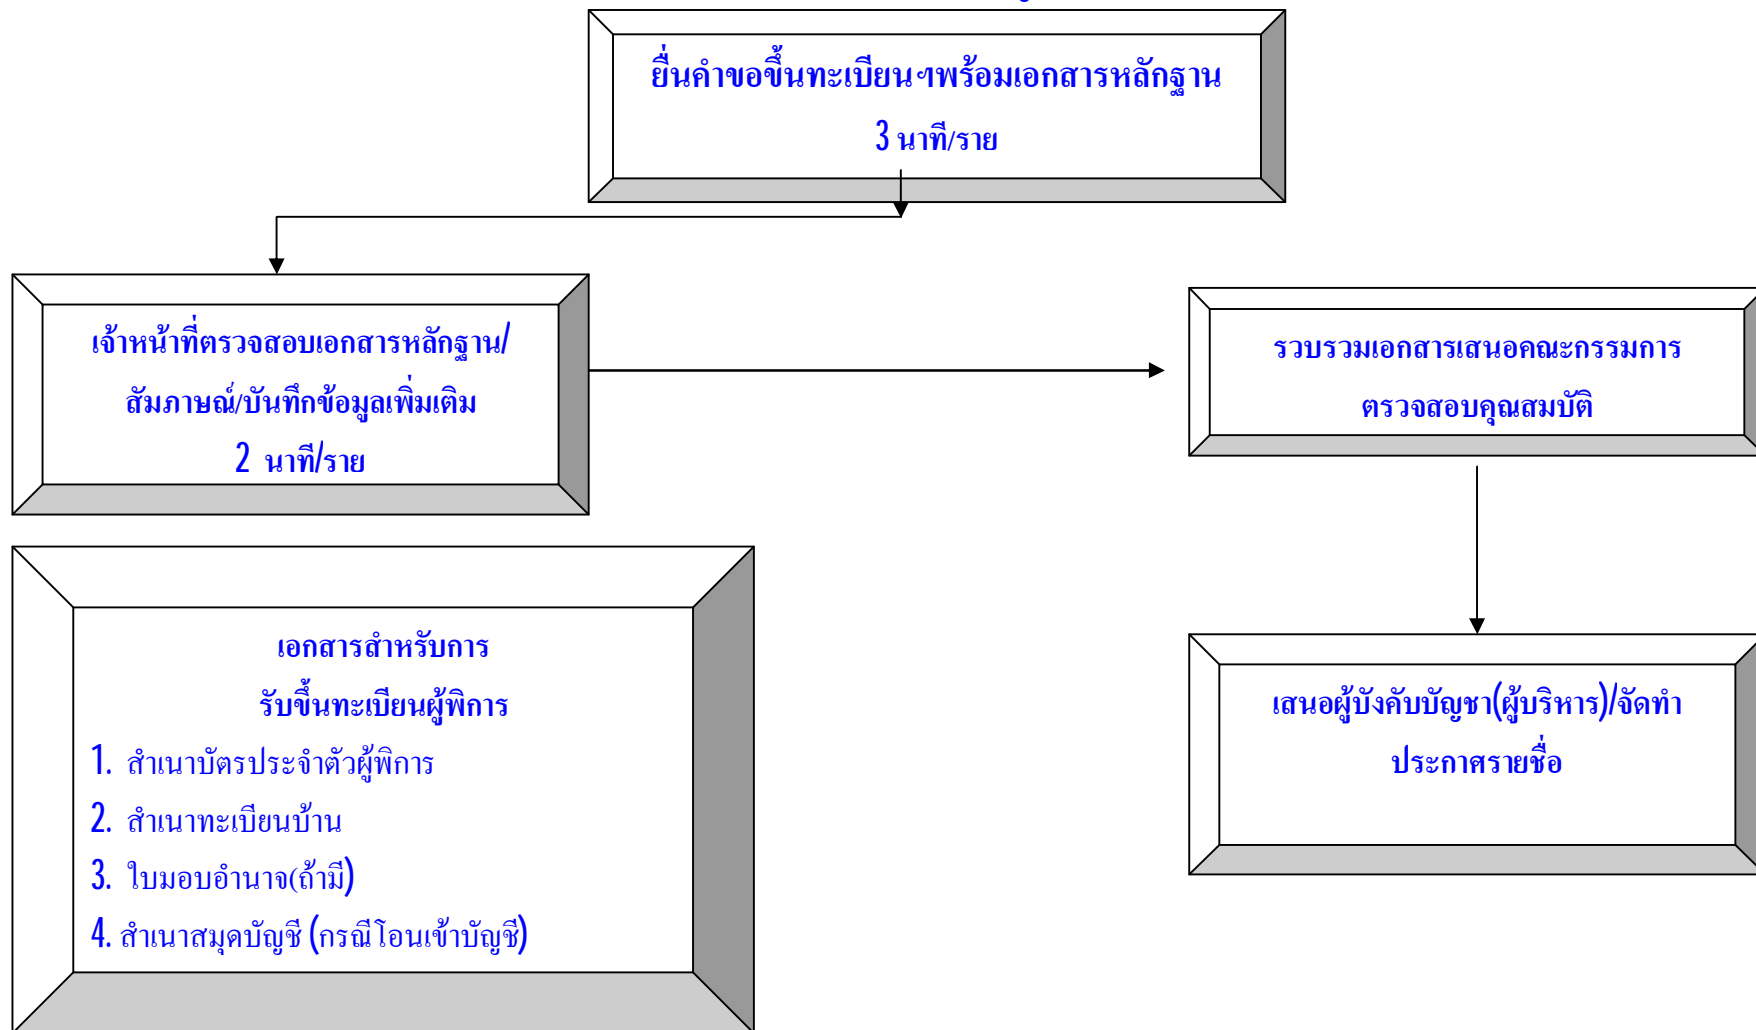 ยื่นคำขอขึ้นทะเบียนฯพร้อมเอกสารหลักฐาน
3 นาที/ราย
เจ้าหน้าที่ตรวจสอบเอกสารหลักฐาน/
สัมภาษณ์/บันทึกข้อมูลเพิ่มเติม
2 นาที/ราย
รวบรวมเอกสารเสนอคณะกรรมการ
ตรวจสอบคุณสมบัติ
เสนอผู้บังคับบัญชา(ผู้บริหาร)/จัดทำ
ประกาศรายชื่อ
เอกสารสำหรับการ
รับขึ้นทะเบียนผู้พิการ
1. สำเนาบัตรประจำตัวผู้พิการ
2. สำเนาทะเบียนบ้าน
3. ใบมอบอำนาจ(ถ้ามี)
4. สำเนาสมุดบัญชี (กรณีโอนเข้าบัญชี)